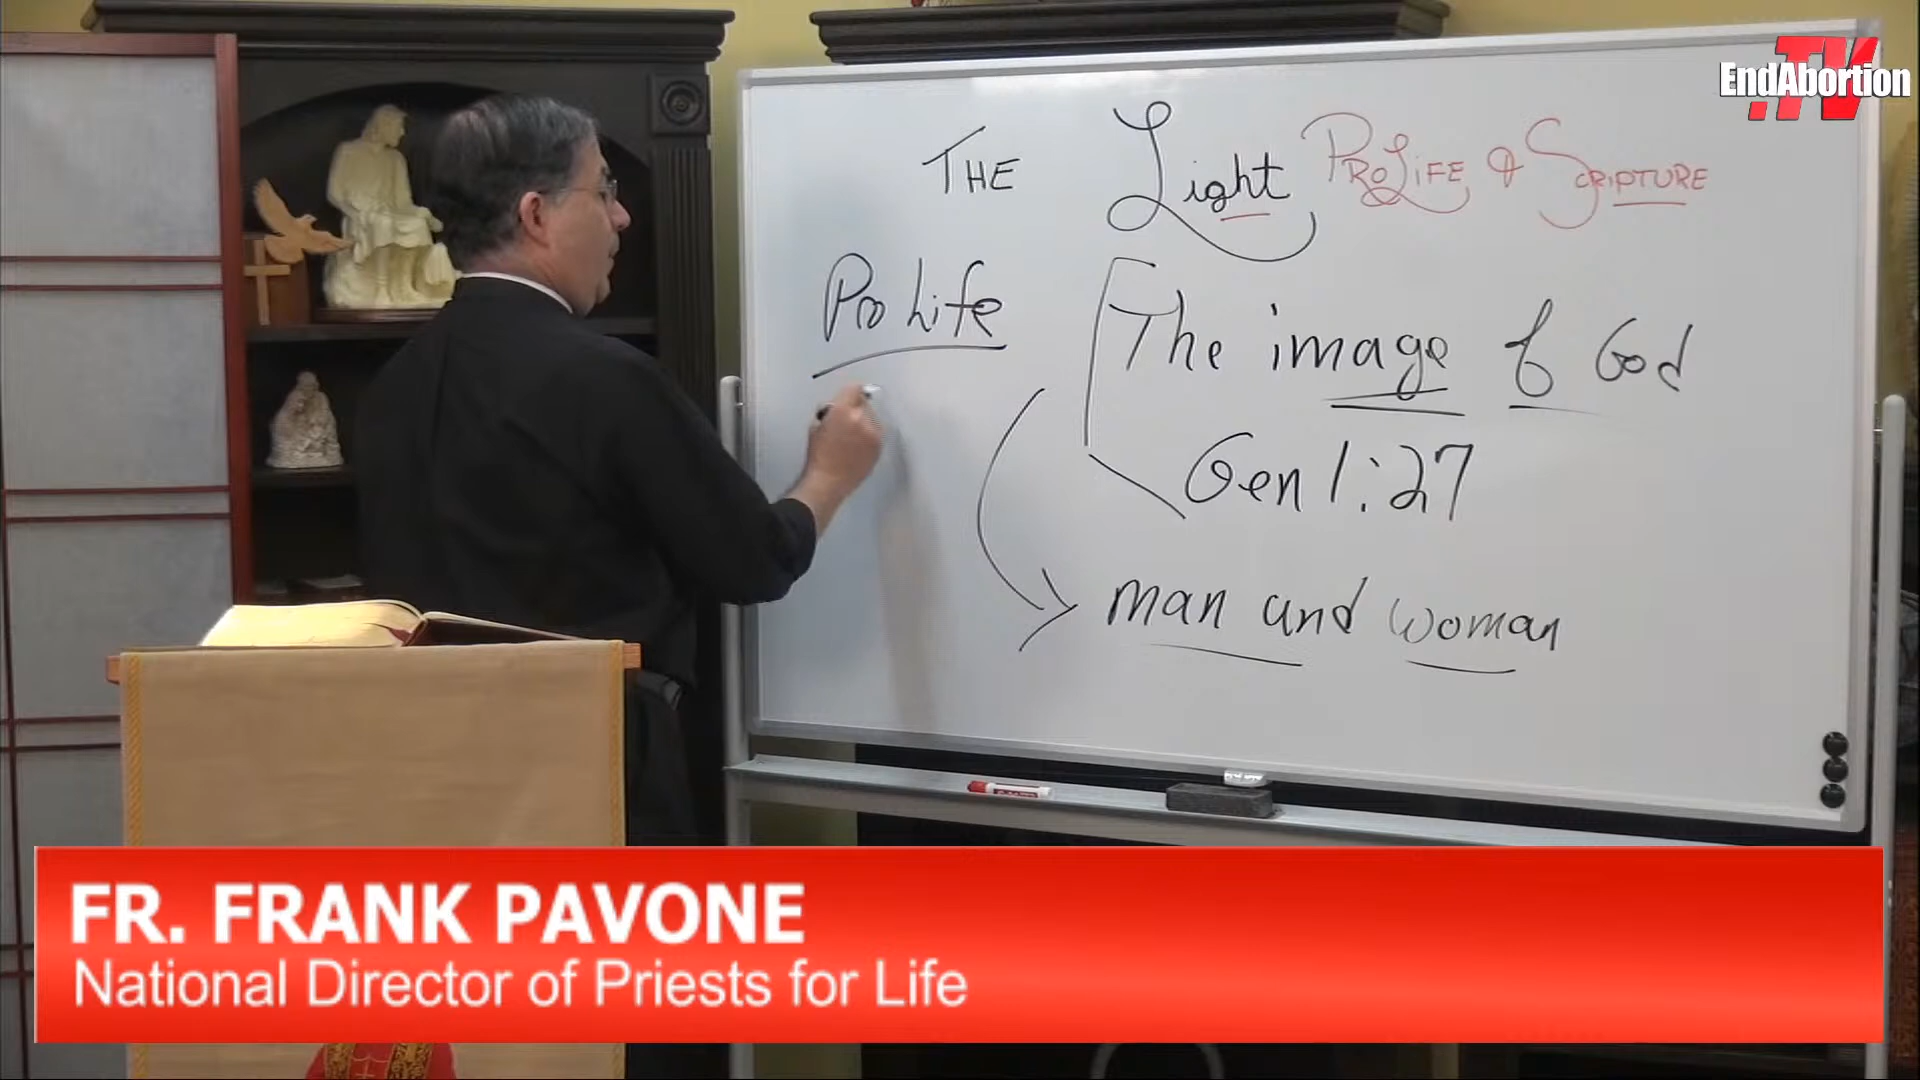 .TV
EndAbortion
THE Light PROLIFE & SCRIPTURE
Pro Life
The image of God
Gen 1:27
man and woman
FR. FRANK PAVONE
National Director of Priests for Life